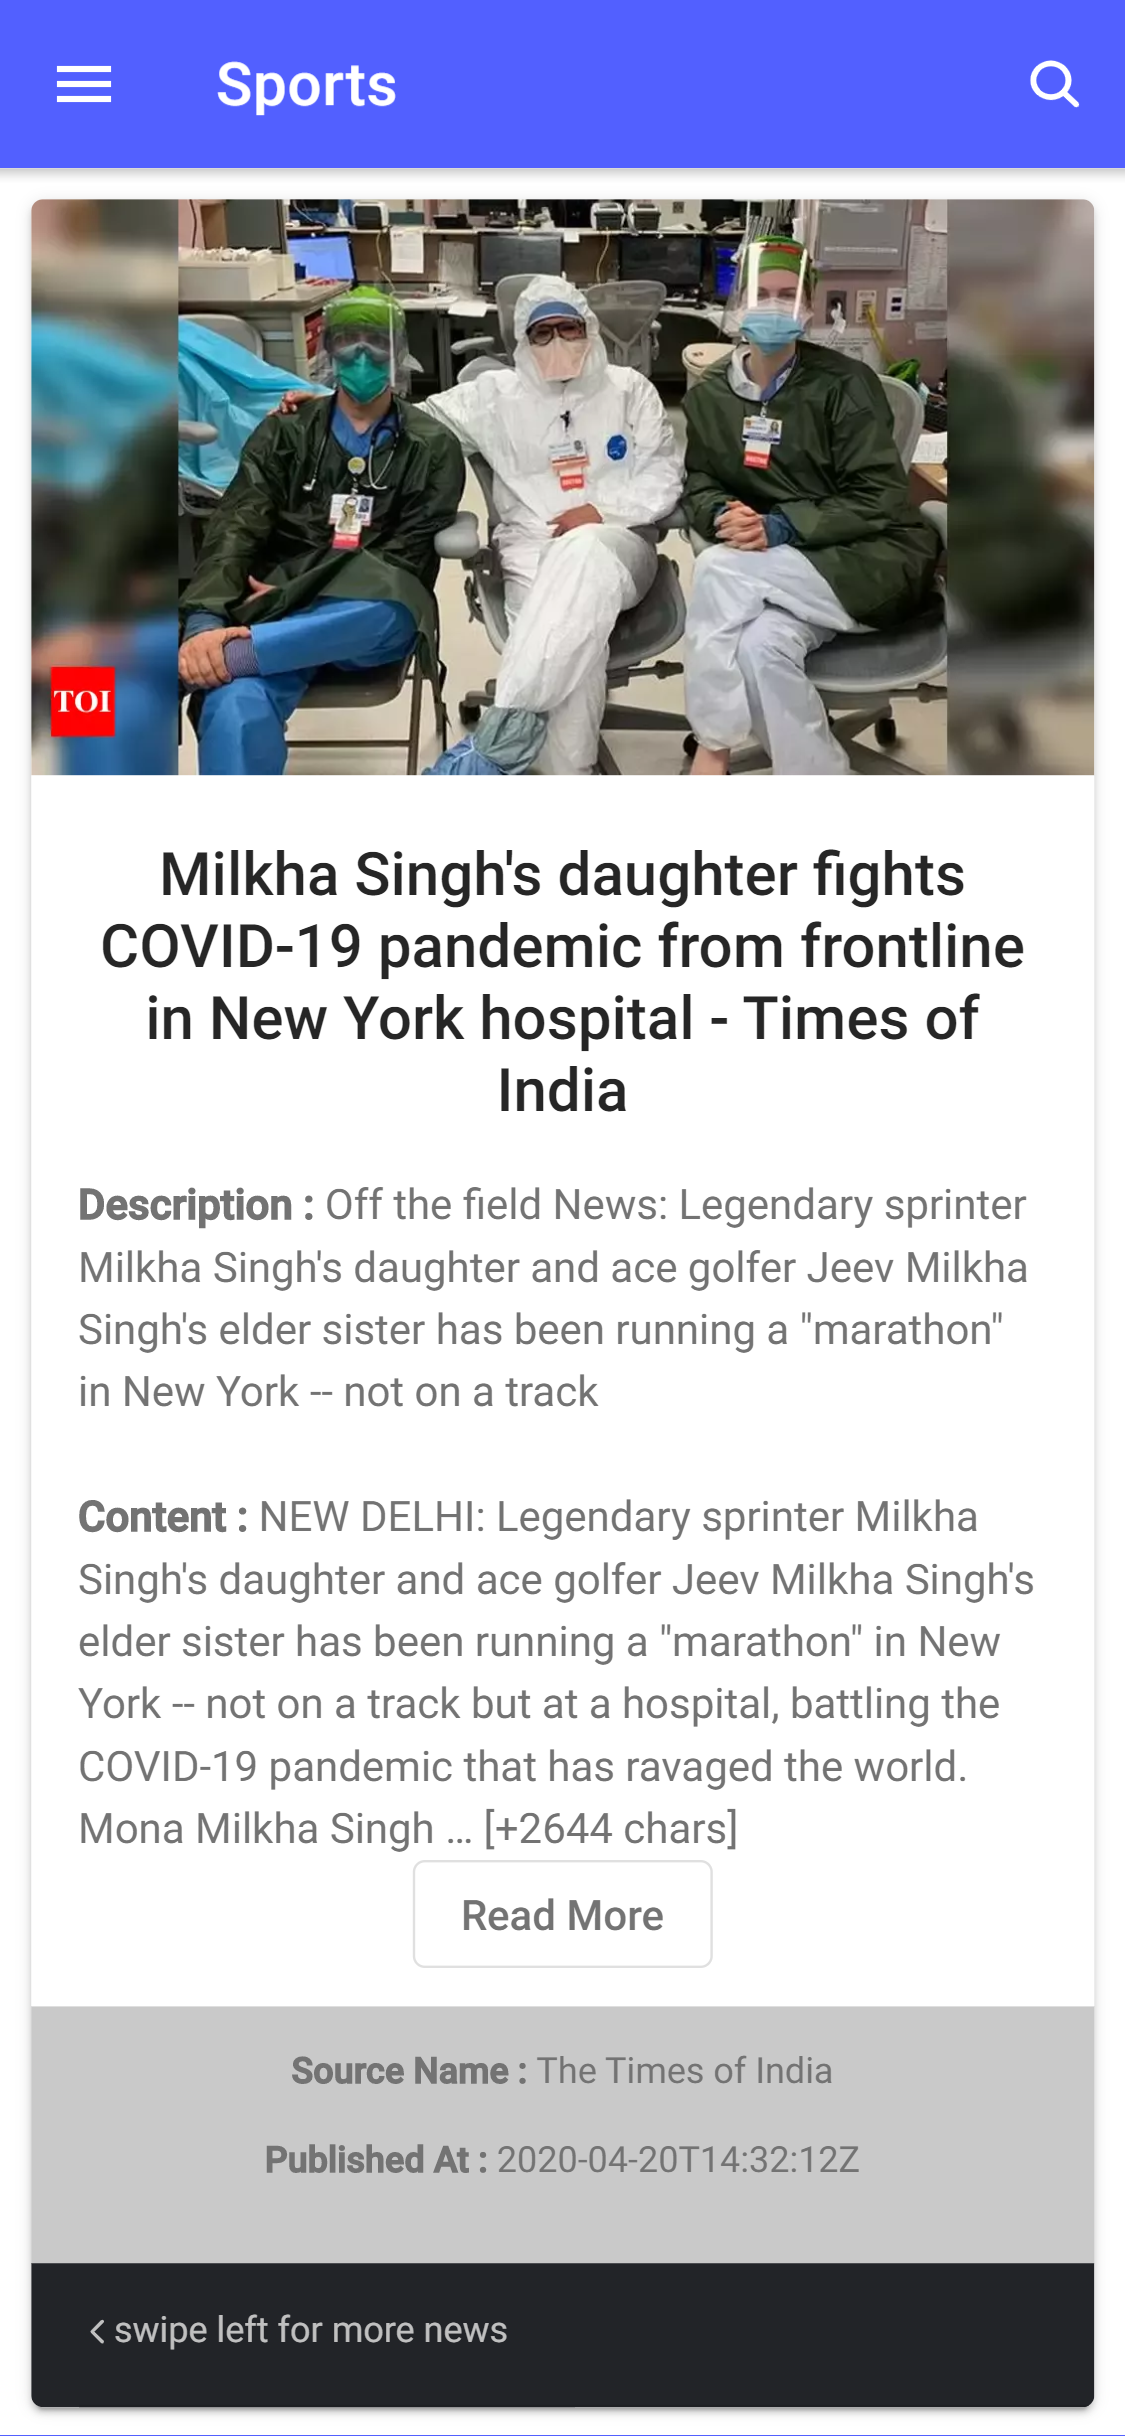 Sports
TOI
Milkha Singh's daughter fights
COVID-19 pandemic from frontline
in New York hospital - Times of
India
Description : Off the field News: Legendary sprinter
Milkha Singh's daughter and ace golfer Jeev Milkha
Singh's elder sister has been running a "marathon"
in New York -- not on a track
Content : NEW DELHI: Legendary sprinter Milkha
Singh's daughter and ace golfer Jeev Milkha Singh's
elder sister has been running a "marathon" in New
York -- not on a track but at a hospital, battling the
COVID-19 pandemic that has ravaged the world.
Mona Milkha Singh … [+2644 chars]
Read More
Source Name : The Times of India
Published At : 2020-04-20T14:32:12Z
swipe left for more news